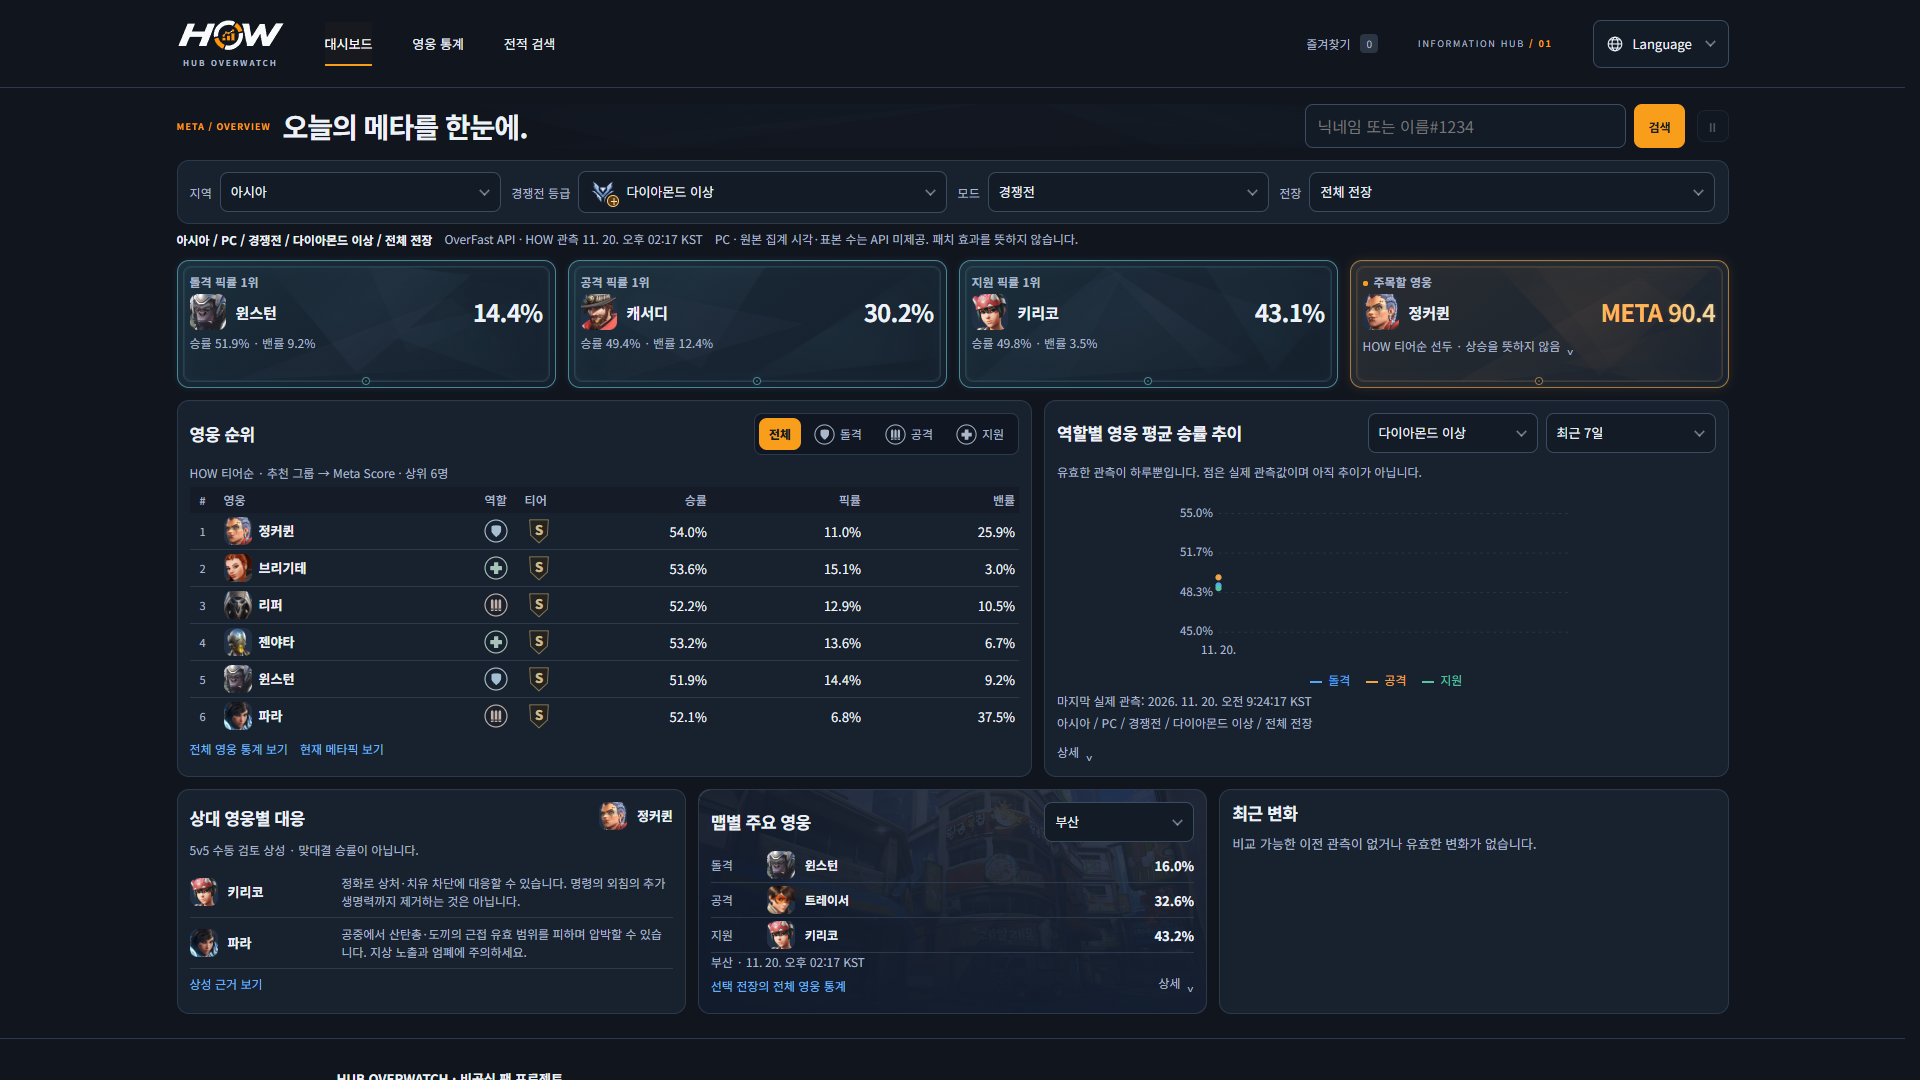 HOW
HUB OVERWATCH
대시보드
영웅 통계
전적 검색
즐겨찾기 0
INFORMATION HUB / 01
Language
META / OVERVIEW
오늘의 메타를 한눈에.
닉네임 또는 이름#1234
검색
지역
아시아
경쟁전 등급
다이아몬드 이상
모드
경쟁전
전장
전체 전장
아시아 / PC / 경쟁전 / 다이아몬드 이상 / 전체 전장 OverFast API · HOW 관측 11. 20. 오후 02:17 KST PC · 원본 집계 시각·표본 수는 API 미제공. 패치 효과를 뜻하지 않습니다.
돌격 픽률 1위
윈스턴
14.4%
승률 51.9% · 밴률 9.2%
공격 픽률 1위
캐서디
30.2%
승률 49.4% · 밴률 12.4%
지원 픽률 1위
키리코
43.1%
승률 49.8% · 밴률 3.5%
주목할 영웅
정커퀸
META 90.4
HOW 티어순 선두 · 상승을 뜻하지 않음
영웅 순위
전체
돌격
공격
지원
HOW 티어순 · 추천 그룹 → Meta Score · 상위 6명
# 영웅 역할 티어 승률 픽률 밴률
1 정커퀸 S 54.0% 11.0% 25.9%
2 브리기테 S 53.6% 15.1% 3.0%
3 리퍼 S 52.2% 12.9% 10.5%
4 젠야타 S 53.2% 13.6% 6.7%
5 윈스턴 S 51.9% 14.4% 9.2%
6 파라 S 52.1% 6.8% 37.5%
전체 영웅 통계 보기 현재 메타픽 보기
역할별 영웅 평균 승률 추이
다이아몬드 이상
최근 7일
유효한 관측이 하루뿐입니다. 점은 실제 관측값이며 아직 추이가 아닙니다.
55.0%
51.7%
48.3%
45.0%
11. 20.
돌격 공격 지원
마지막 실제 관측: 2026. 11. 20. 오전 9:24:17 KST
아시아 / PC / 경쟁전 / 다이아몬드 이상 / 전체 전장
상세
상대 영웅별 대응
정커퀸
5v5 수동 검토 상성 · 맞대결 승률이 아닙니다.
키리코
정화로 상처·치유 차단에 대응할 수 있습니다. 명령의 외침의 추가
생명력까지 제거하는 것은 아닙니다.
파라
공중에서 산탄총·도끼의 근접 유효 범위를 피하며 압박할 수 있습
니다. 지상 노출과 엄폐에 주의하세요.
상성 근거 보기
맵별 주요 영웅
부산
돌격 윈스턴 16.0%
공격 트레이서 32.6%
지원 키리코 43.2%
부산 · 11. 20. 오후 02:17 KST
선택 전장의 전체 영웅 통계
상세
최근 변화
비교 가능한 이전 관측이 없거나 유효한 변화가 없습니다.
HUB OVERWATCH · 비공식 팬 프로젝트